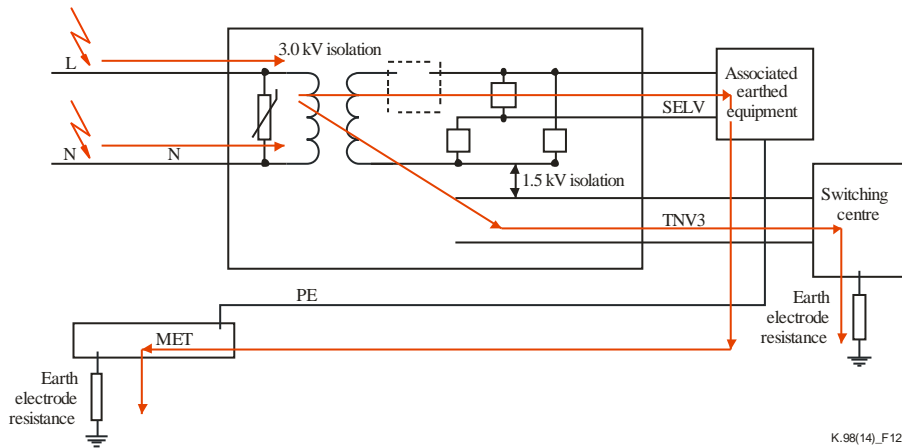 3.0 kV isolation
L
Associated
earthed
equipment
SELV
N
N
1.5 kV isolation
Switching
centre
TNV3
PE
Earth
electrode
resistance
MET
Earth
electrode
resistance
K.98(14)_F12